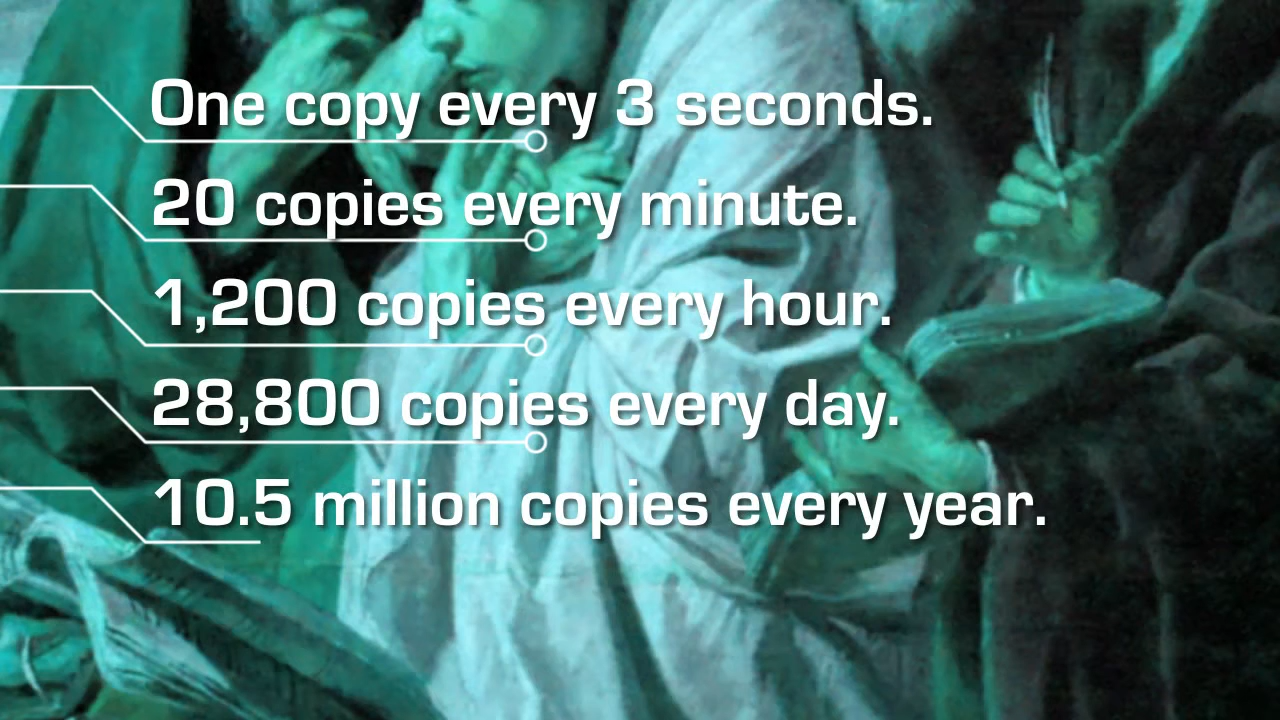 One copy every 3 seconds.
20 copies every minute.
1,200 copies every hour.
28,800 copies every day.
10.5 million copies every year.